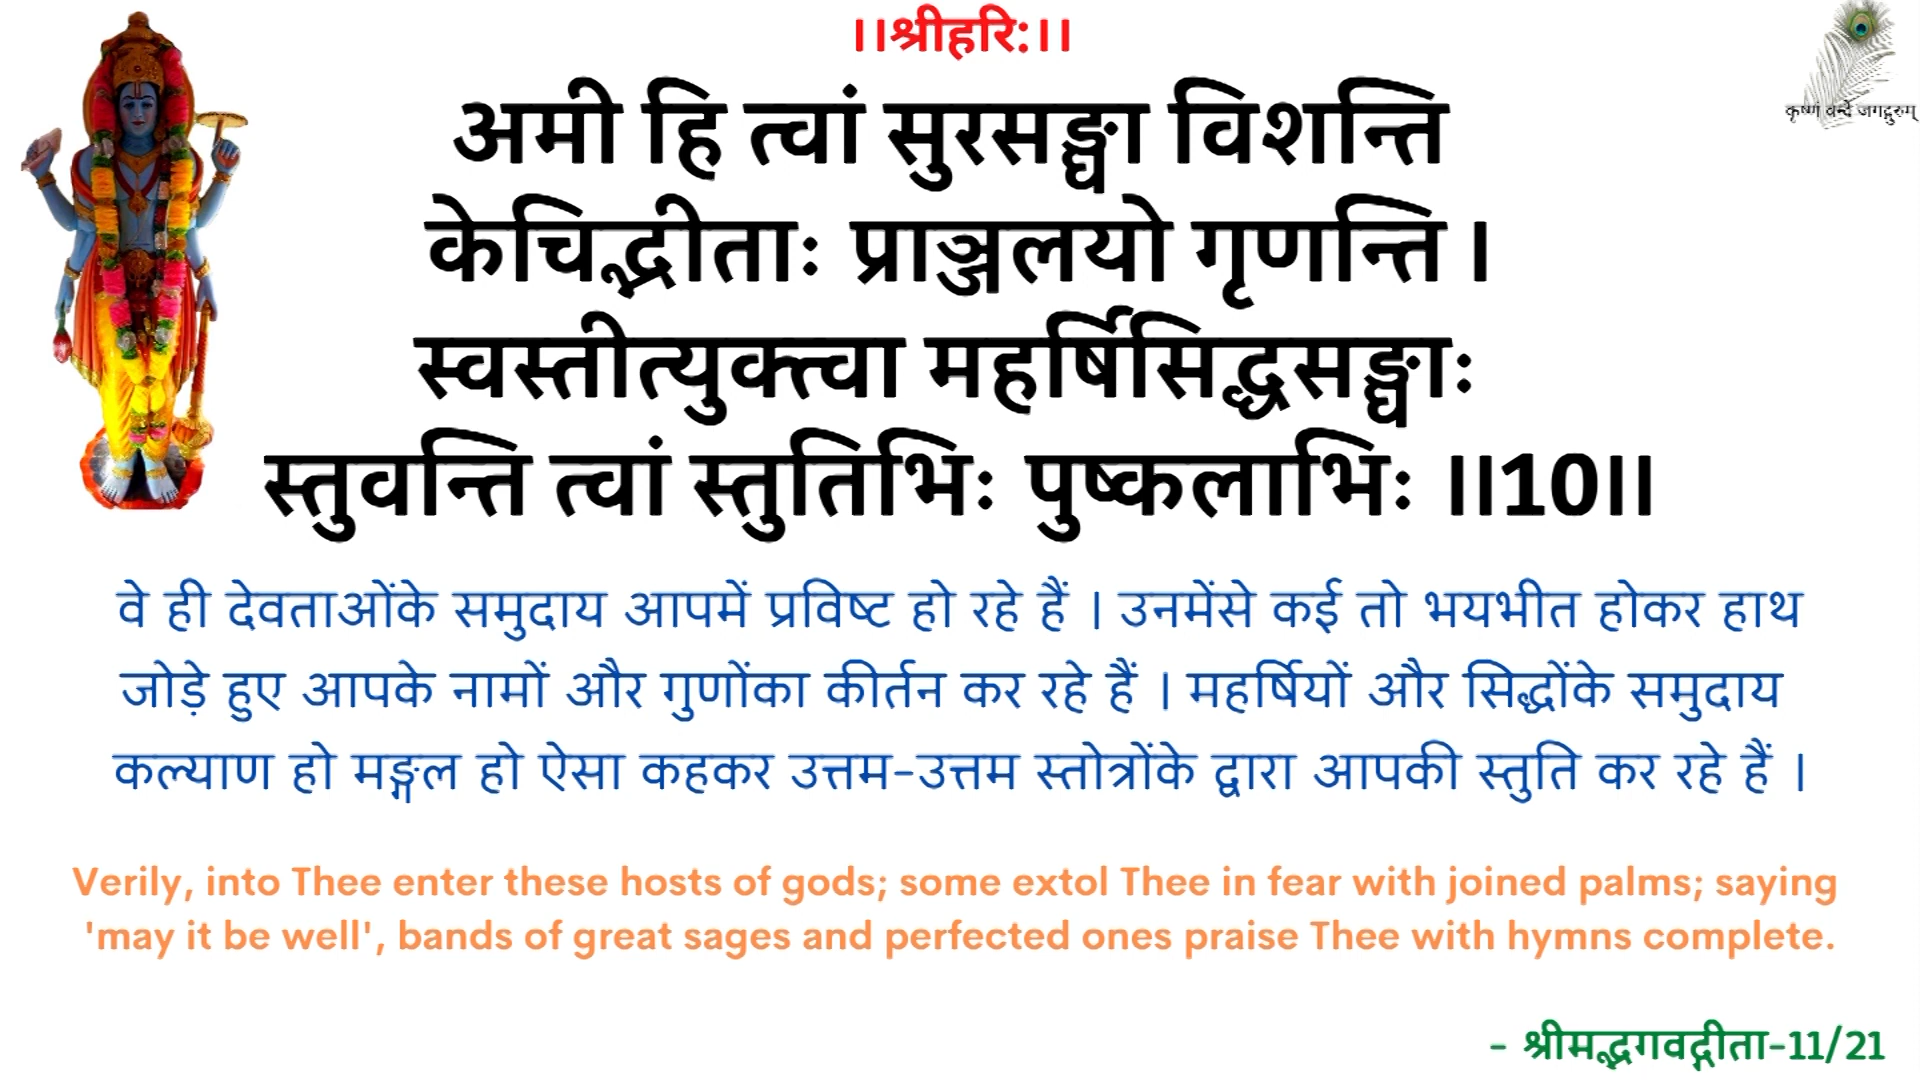 ।।श्रीहरि:।।
कृष्णं वन्दे जगद्गुरुम्
अमी हि त्वां सुरसङ्घा विशन्ति
केचिद्भीताः प्राञ्जलयो गृणन्ति।
स्वस्तीत्युक्त्वा महर्षिसिद्धसङ्घाः
स्तुवन्ति त्वां स्तुतिभिः पुष्कलाभिः ।।10।।
वे ही देवताओंके समुदाय आपमें प्रविष्ट हो रहे हैं । उनमेंसे कई तो भयभीत होकर हाथ
जोड़े हुए आपके नामों और गुणोंका कीर्तन कर रहे हैं । महर्षियों और सिद्धोंके समुदाय
कल्याण हो मङ्गल हो ऐसा कहकर उत्तम-उत्तम स्तोत्रोंके द्वारा आपकी स्तुति कर रहे हैं ।
Verily, into Thee enter these hosts of gods; some extol Thee in fear with joined palms; saying
'may it be well', bands of great sages and perfected ones praise Thee with hymns complete.
- श्रीमद्भगवद्गीता-11/21